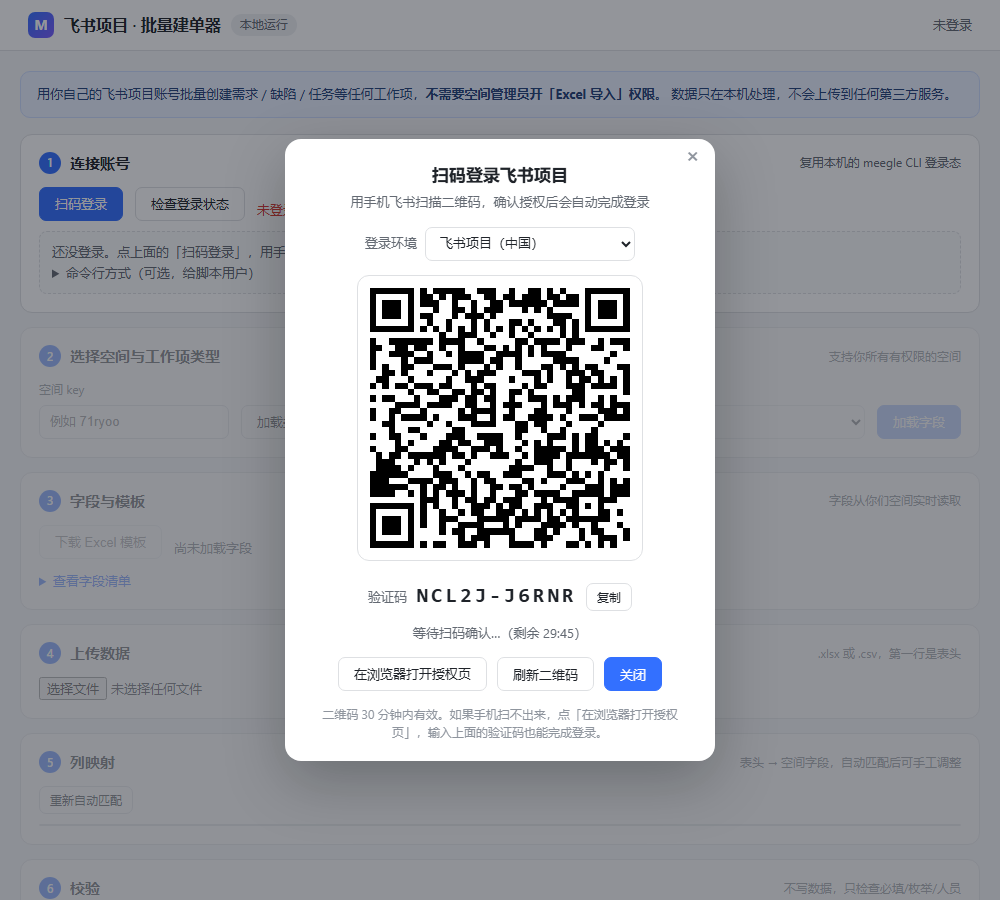 M 飞书项目 · 批量建单器 本地运行 未登录
用你自己的飞书项目账号批量创建需求 / 缺陷 / 任务等任何工作项，不需要空间管理员开「Excel 导入」权限。 数据只在本机处理，不会上传到任何第三方服务。
1 连接账号 复用本机的 meegle CLI 登录态
扫码登录 检查登录状态 未登
还没登录。点上面的「扫码登录」，用手
▶ 命令行方式（可选，给脚本用户）
2 选择空间与工作项类型 支持你所有有权限的空间
空间 key
例如 71ryoo 加载 加载字段
3 字段与模板 字段从你们空间实时读取
下载 Excel 模板 尚未加载字段
▶ 查看字段清单
4 上传数据 .xlsx 或 .csv，第一行是表头
选择文件 未选择任何文件
5 列映射 表头 → 空间字段，自动匹配后可手工调整
重新自动匹配
6 校验 不写数据，只检查必填/枚举/人员
×
扫码登录飞书项目
用手机飞书扫描二维码，确认授权后会自动完成登录
登录环境 飞书项目（中国）
验证码 NCL2J-J6RNR 复制
等待扫码确认...（剩余 29:45）
在浏览器打开授权页 刷新二维码 关闭
二维码 30 分钟内有效。如果手机扫不出来，点「在浏览器打开授权
页」，输入上面的验证码也能完成登录。